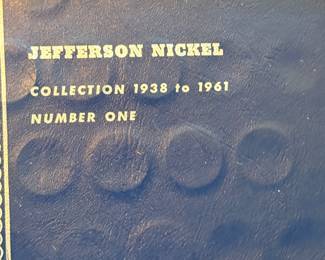 JEFFERSON NICKEL
COLLECTION 1938 to 1961
NUMBER ONE